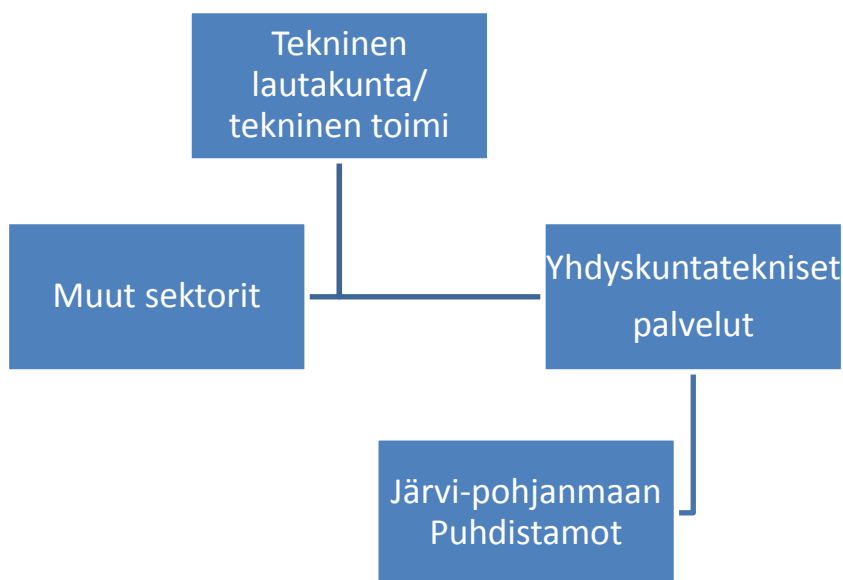 Tekninen
lautakunta/
tekninen toimi
Muut sektorit
Yhdyskuntatekniset
palvelut
Järvi-pohjanmaan
Puhdistamot